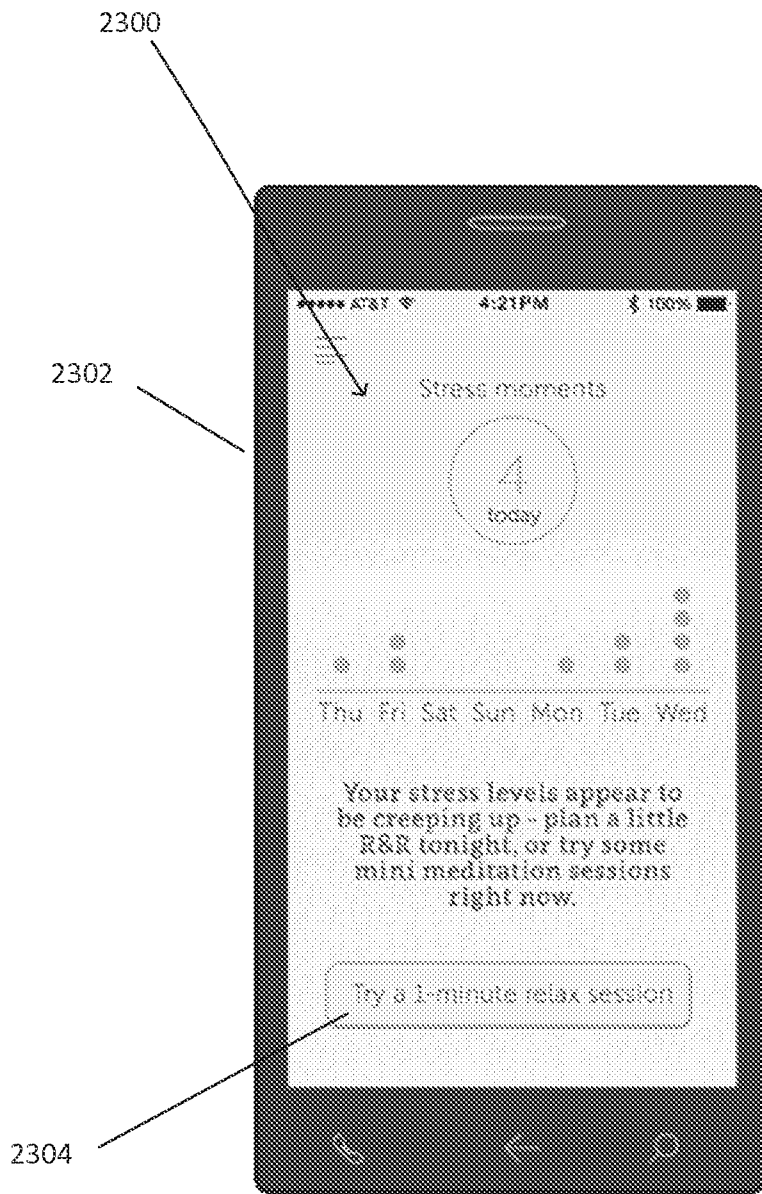 2300
AT&T 4:21PM 100%
2302
Stress moments
4
today
Thu Fri Sat Sun Mon Tue Wed
Your stress levels appear to
be creeping up - plan a little
R&R tonight, or try some
mini meditation sessions
right now.
Try a 1-minute relax session
2304